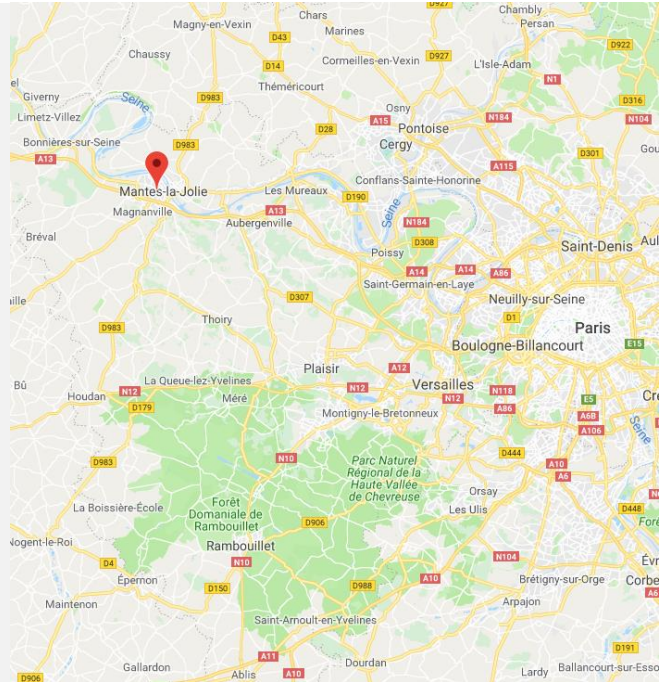 D927
Chambly
Chars
Magny-en-Vexin
Persan
Marines
D43
D922
Chaussy
Cormeilles-en-Vexin
D927
D14
L'Isle-Adam
N1
Théméricourt
Giverny
Seine
D983
D316
Limetz-Villez
Osny
A15
N184
N104
Pontoise
D28
Bonnières-sur-Seine
D983
Cergy
D301
A13
A115
Mantes-la-Jolie
Les Mureaux
Conflans-Sainte-Honorine
D190
Magnanville
A13
Seine
Aubergenville
N184
Bréval
D308
Saint-Denis
Poissy
A14
A14
A86
Saint-Germain-en-Laye
D307
Neuilly-sur-Seine
D1
Thoiry
D983
Paris
Boulogne-Billancourt
E15
Plaisir
A12
Bû
La Queue-lez-Yvelines
Versailles
N12
N12
N118
Houdan
Méré
N12
E5
D179
Montigny-le-Bretonneux
A86
A6B
Seine
A106
D444
N10
Parc Naturel
Régional de la
Haute Vallée
de Chevreuse
D983
A10
A6
Orsay
La Boissière-École
Forêt
Domaniale de
Rambouillet
Les Ulis
D448
D906
Nogent-le-Roi
Rambouillet
N104
D4
N10
Épernon
A10
Brétigny-sur-Orge
D150
D988
Maintenon
Arpajon
A6
Saint-Arnoult-en-Yvelines
D191
A11
Gallardon
Dourdan
Ablis
A10
Lardy
Ballancourt-sur-Esso
D906